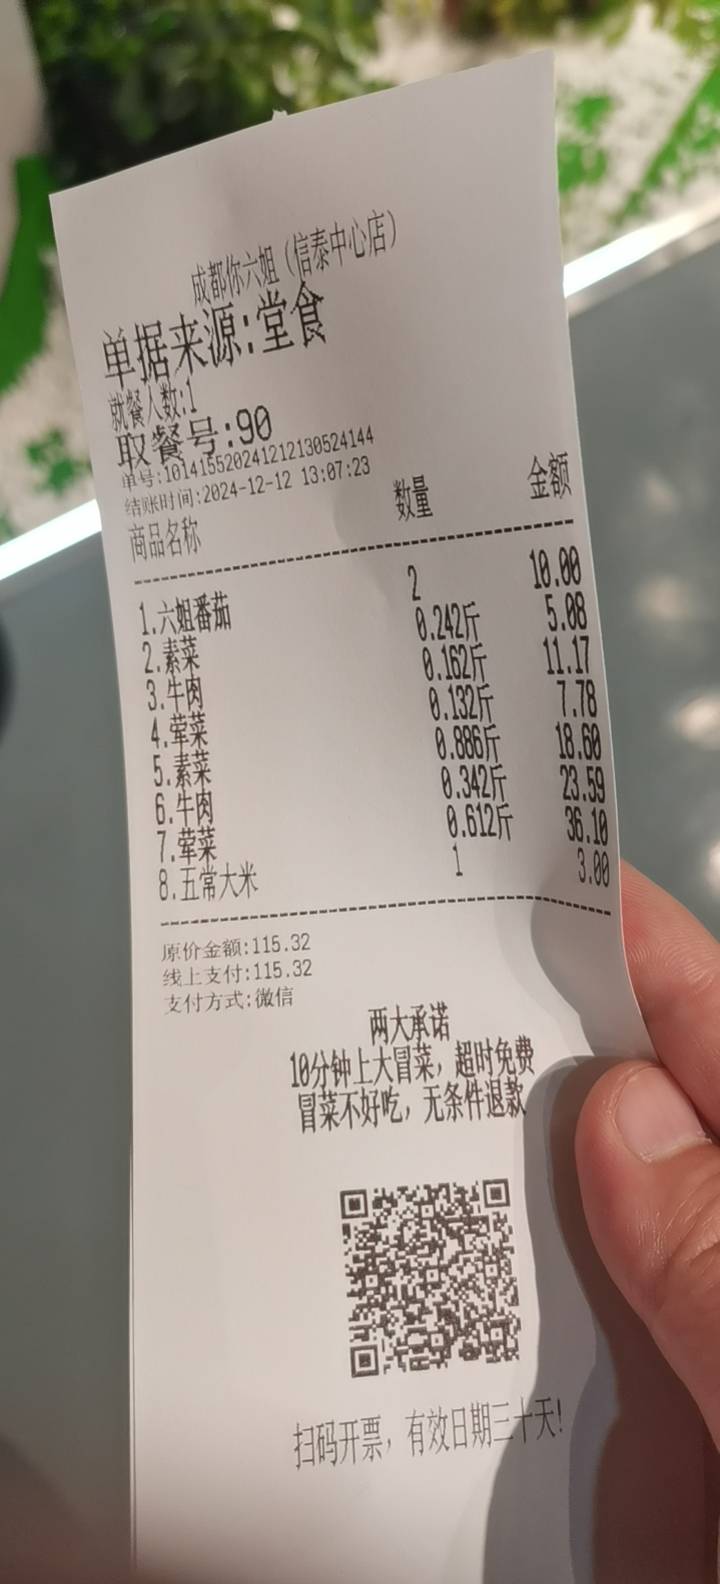 成都你六姐（信泰中心店）
单据来源:堂食
就餐人数:1
取餐号:90
单号:101415520241212130524144
结账时间:2024-12-12 13:07:23
商品名称 数量 金额
1.六姐番茄 2 10.00
2.素菜 0.242斤 5.08
3.牛肉 0.162斤 11.17
4.荤菜 0.132斤 7.78
5.素菜 0.886斤 18.60
6.牛肉 0.342斤 23.59
7.荤菜 0.612斤 36.10
8.五常大米 1 3.00
原价金额:115.32
线上支付:115.32
支付方式:微信
两大承诺
10分钟上大冒菜，超时免费
冒菜不好吃，无条件退款
扫码开票，有效日期三十天!